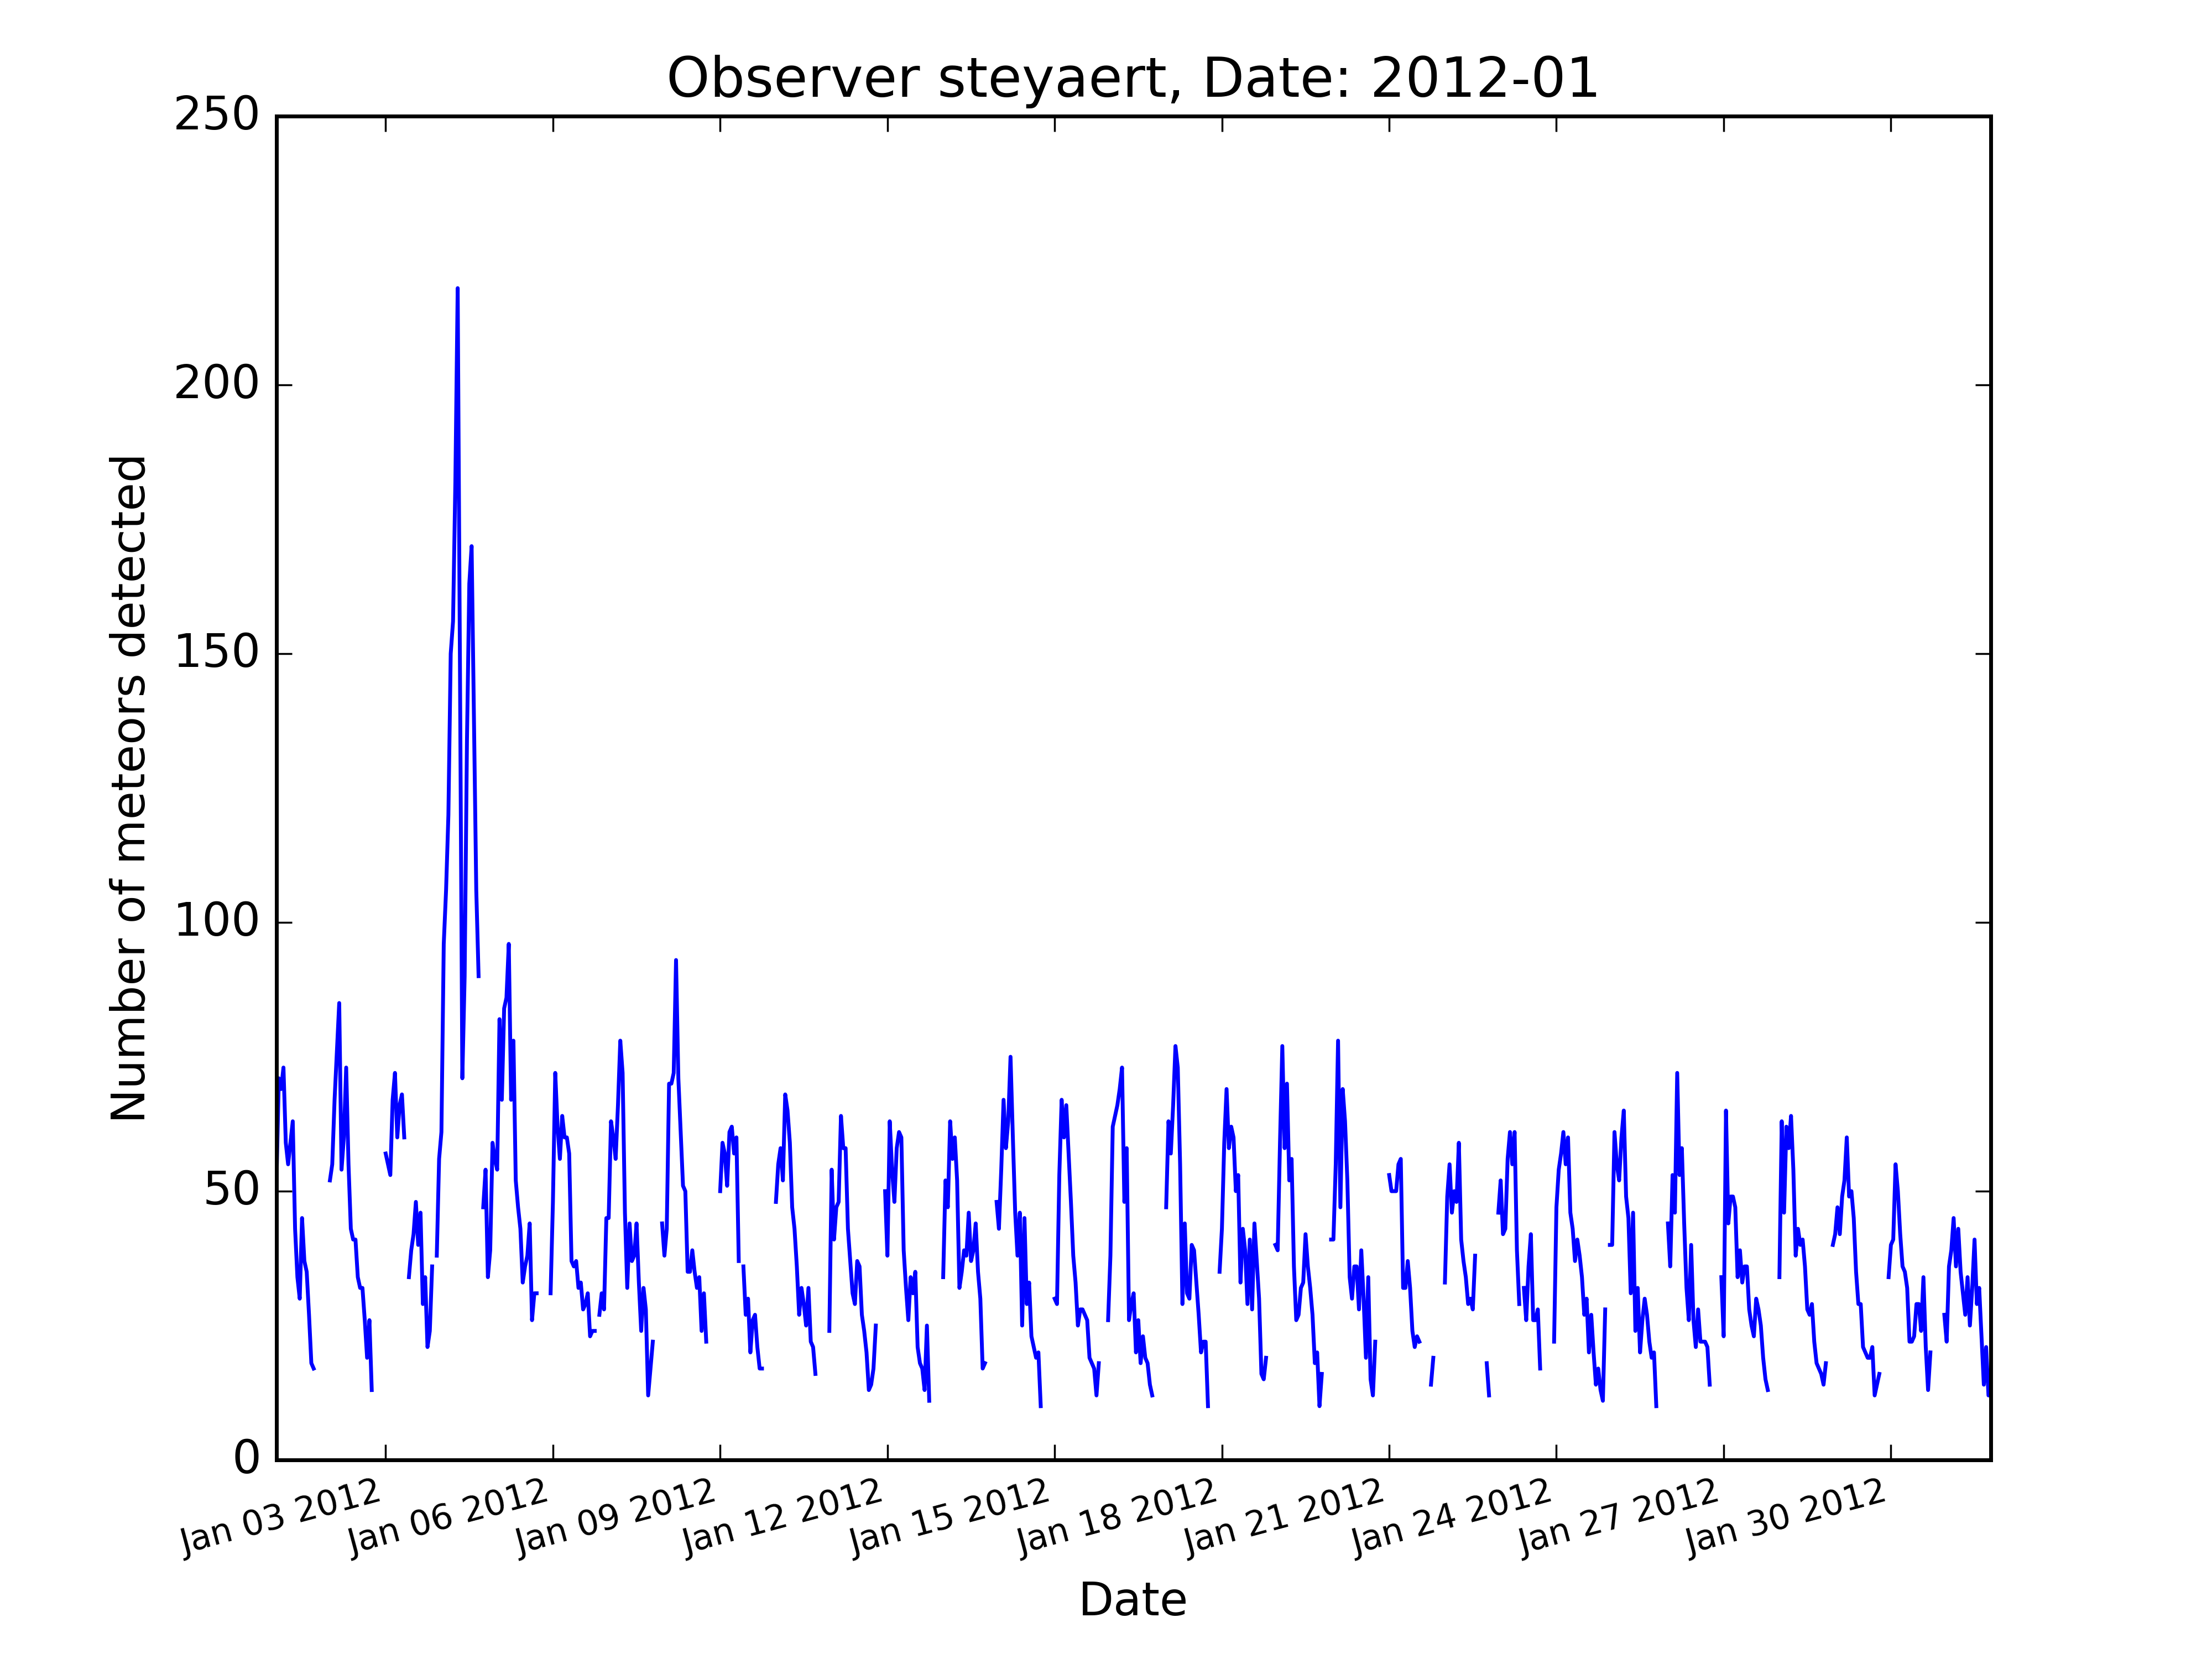 Observer steyaert, Date: 2012-01
250
200
150
100
50
0
Number of meteors detected
Jan 03 2012
Jan 06 2012
Jan 09 2012
Jan 12 2012
Jan 15 2012
Jan 18 2012
Jan 21 2012
Jan 24 2012
Jan 27 2012
Jan 30 2012
Date